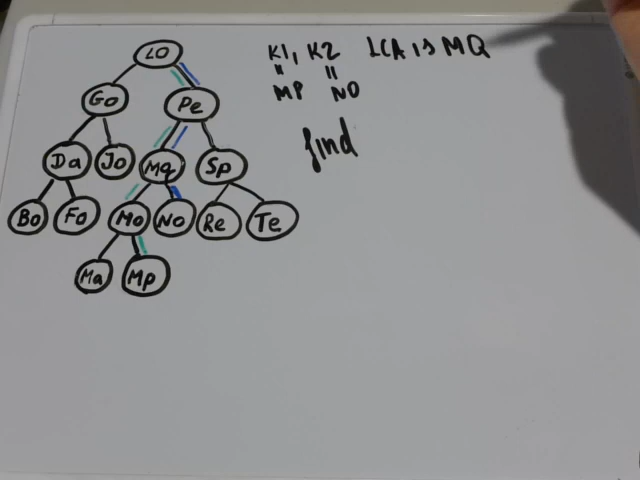 LO
K1, K2 LCA is MQ
" "
MP NO
Go Pe
find
Da Jo Mq Sp
Bo Fo Mo No Re Te
Ma Mp